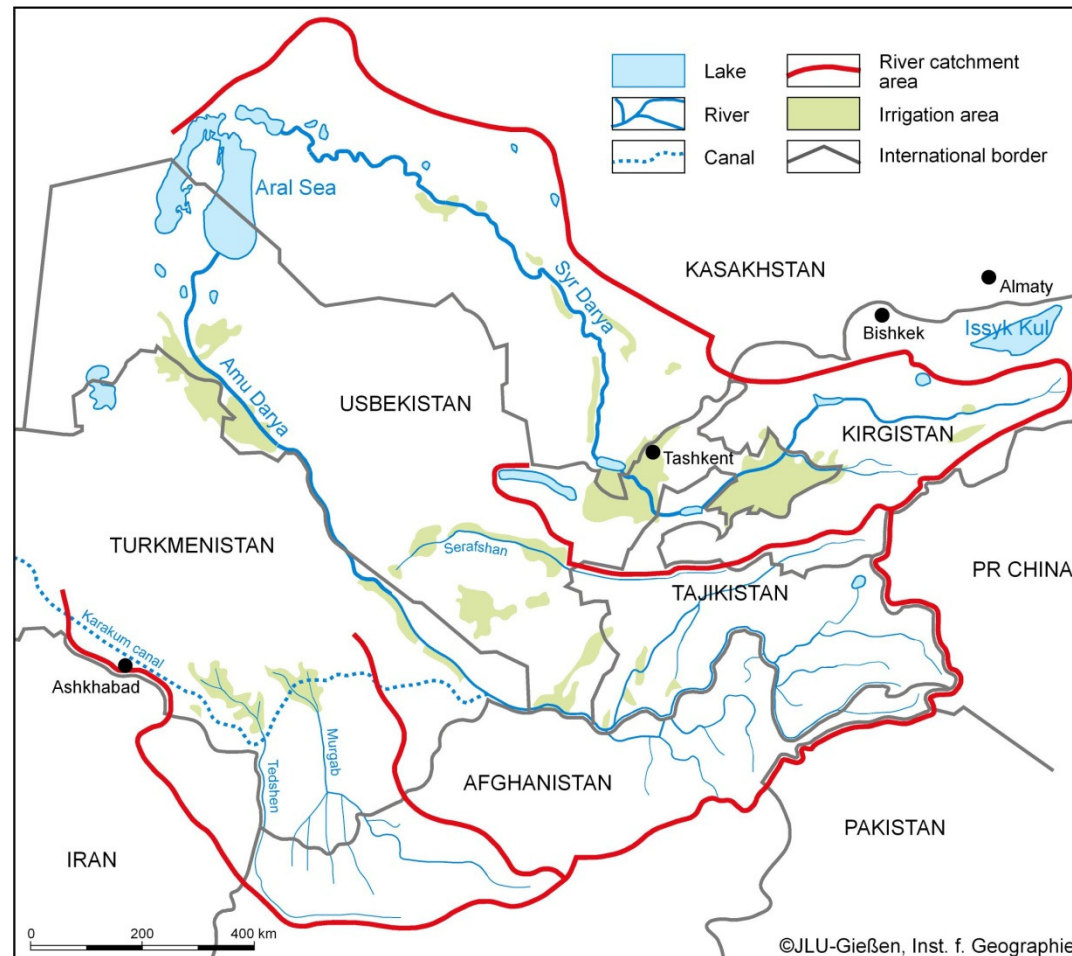 Lake
River catchment
area
River
Irrigation area
Canal
International border
Aral Sea
KASAKHSTAN
Almaty
Bishkek
Issyk Kul
Syr Darya
Amu Darya
USBEKISTAN
KIRGISTAN
Tashkent
TURKMENISTAN
Serafshan
TAJIKISTAN
PR CHINA
Karakum canal
Ashkhabad
Tedshen
Murgab
AFGHANISTAN
PAKISTAN
IRAN
0 200 400 km
©JLU-Gießen, Inst. f. Geographie